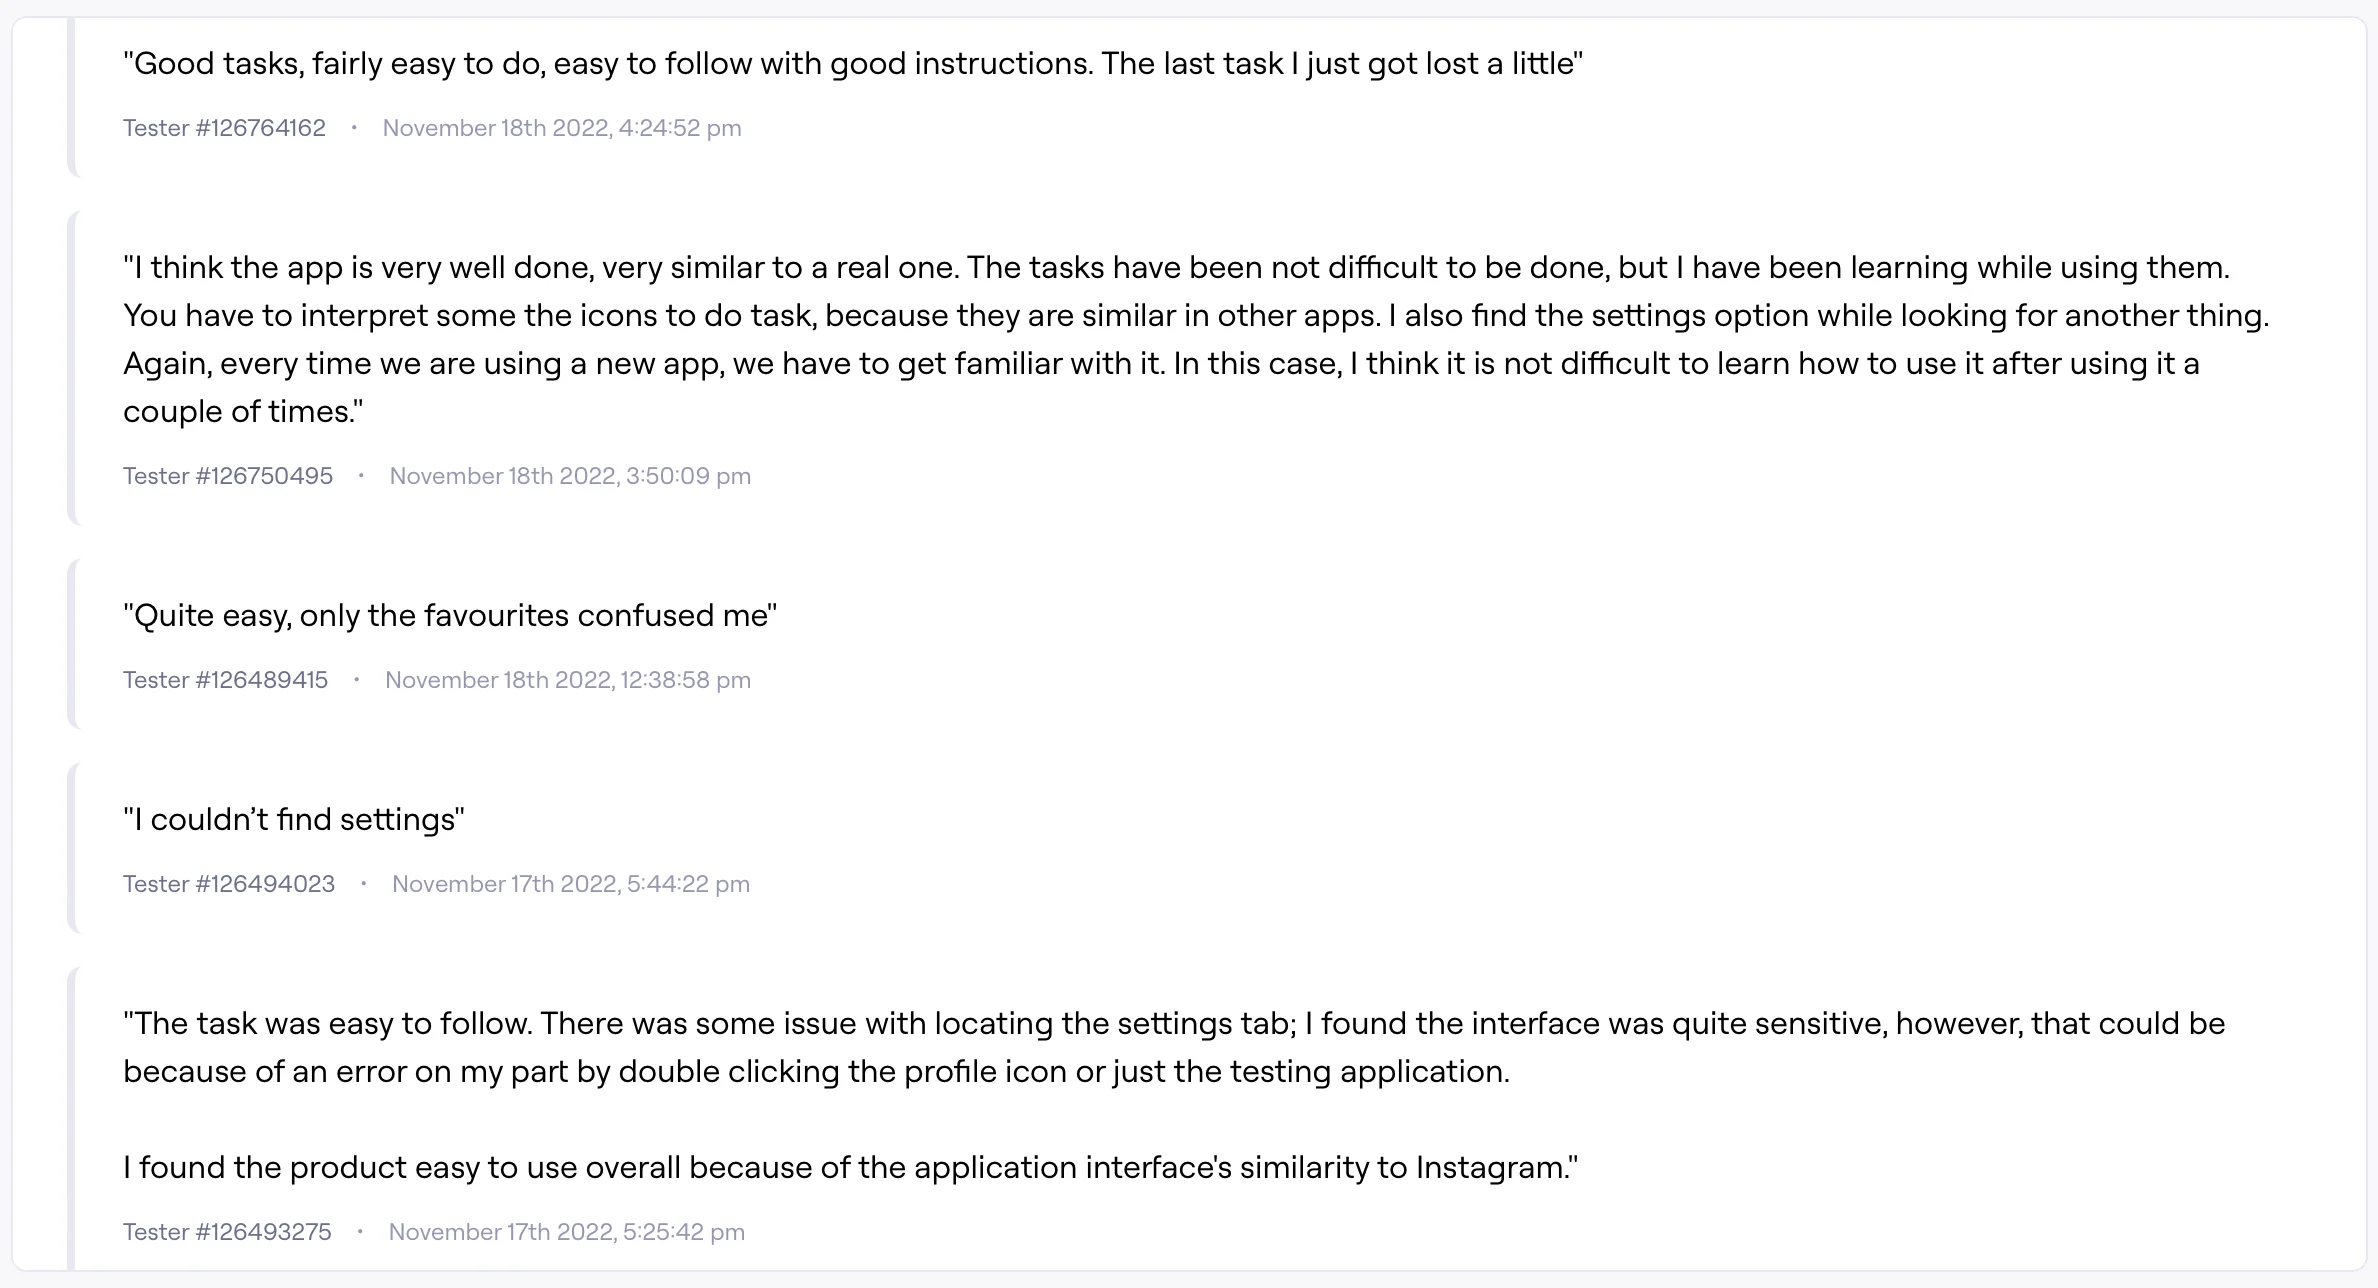 "Good tasks, fairly easy to do, easy to follow with good instructions. The last task I just got lost a little"
Tester #126764162 • November 18th 2022, 4:24:52 pm
"I think the app is very well done, very similar to a real one. The tasks have been not difficult to be done, but I have been learning while using them.
You have to interpret some the icons to do task, because they are similar in other apps. I also find the settings option while looking for another thing.
Again, every time we are using a new app, we have to get familiar with it. In this case, I think it is not difficult to learn how to use it after using it a
couple of times."
Tester #126750495 • November 18th 2022, 3:50:09 pm
"Quite easy, only the favourites confused me"
Tester #126489415 • November 18th 2022, 12:38:58 pm
"I couldn’t find settings"
Tester #126494023 • November 17th 2022, 5:44:22 pm
"The task was easy to follow. There was some issue with locating the settings tab; I found the interface was quite sensitive, however, that could be
because of an error on my part by double clicking the profile icon or just the testing application.
I found the product easy to use overall because of the application interface's similarity to Instagram."
Tester #126493275 • November 17th 2022, 5:25:42 pm